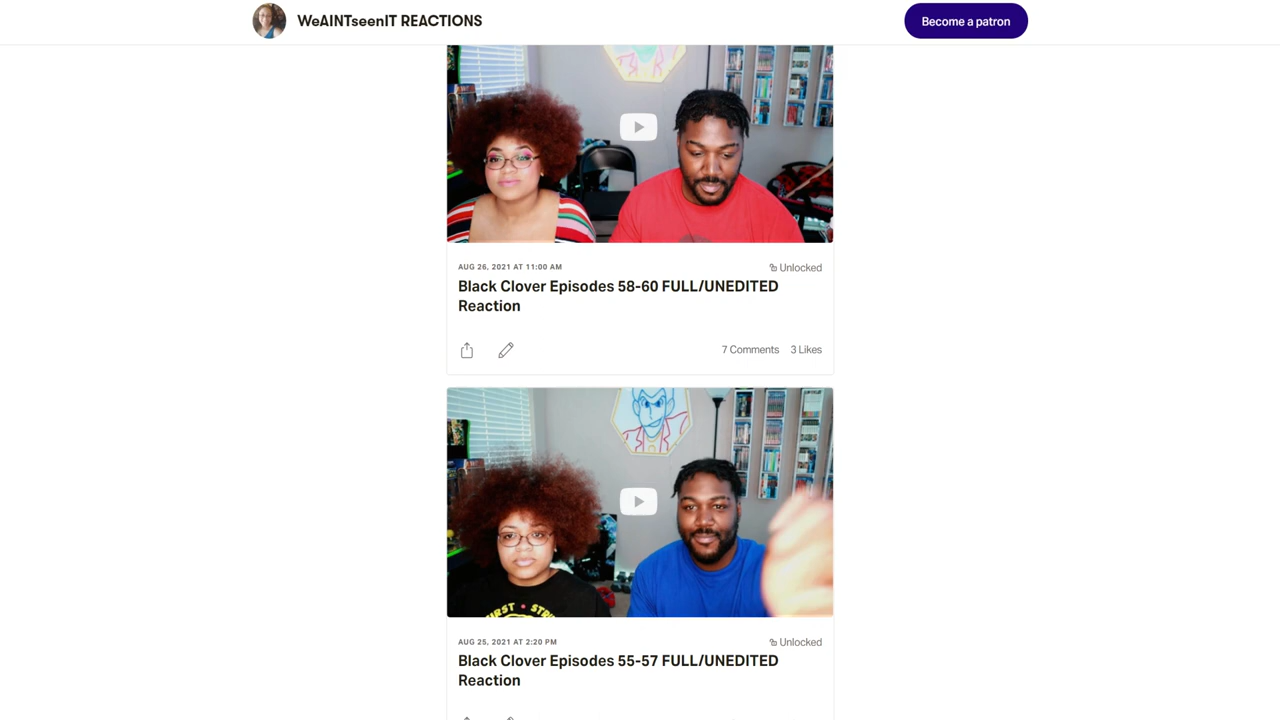 WeAINTseenIT REACTIONS
Become a patron
AUG 26, 2021 AT 11:00 AM
Unlocked
Black Clover Episodes 58-60 FULL/UNEDITED
Reaction
7 Comments
3 Likes
AUG 25, 2021 AT 2:20 PM
Unlocked
Black Clover Episodes 55-57 FULL/UNEDITED
Reaction